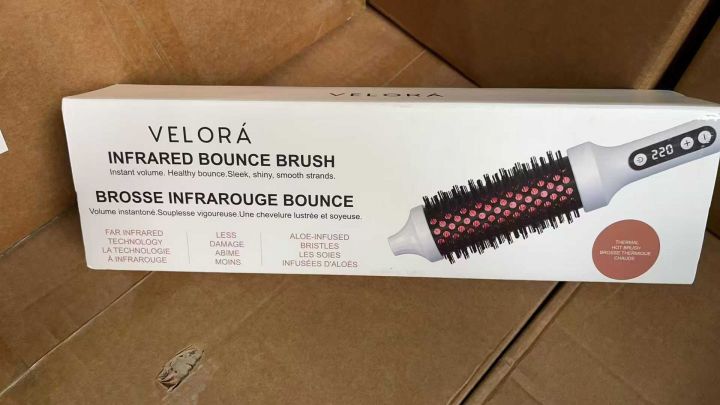 VELORÁ
VELORÁ
INFRARED BOUNCE BRUSH
Instant volume. Healthy bounce.Sleek, shiny, smooth strands.
BROSSE INFRAROUGE BOUNCE
Volume instantoné.Souplesse vigoureuse.Une chevelure lustrée et soyeuse.
FAR INFRARED
TECHNOLOGY
LA TECHNOLOGIE
À INFRAROUGE
LESS
DAMAGE
ABIME
MOINS
ALOE-INFUSED
BRISTLES
LES SOIES
INFUSÉES D'ALOÈS
220
THERMAL
HOT BRUSH
BROSSE THERMIQUE
CHAUDE